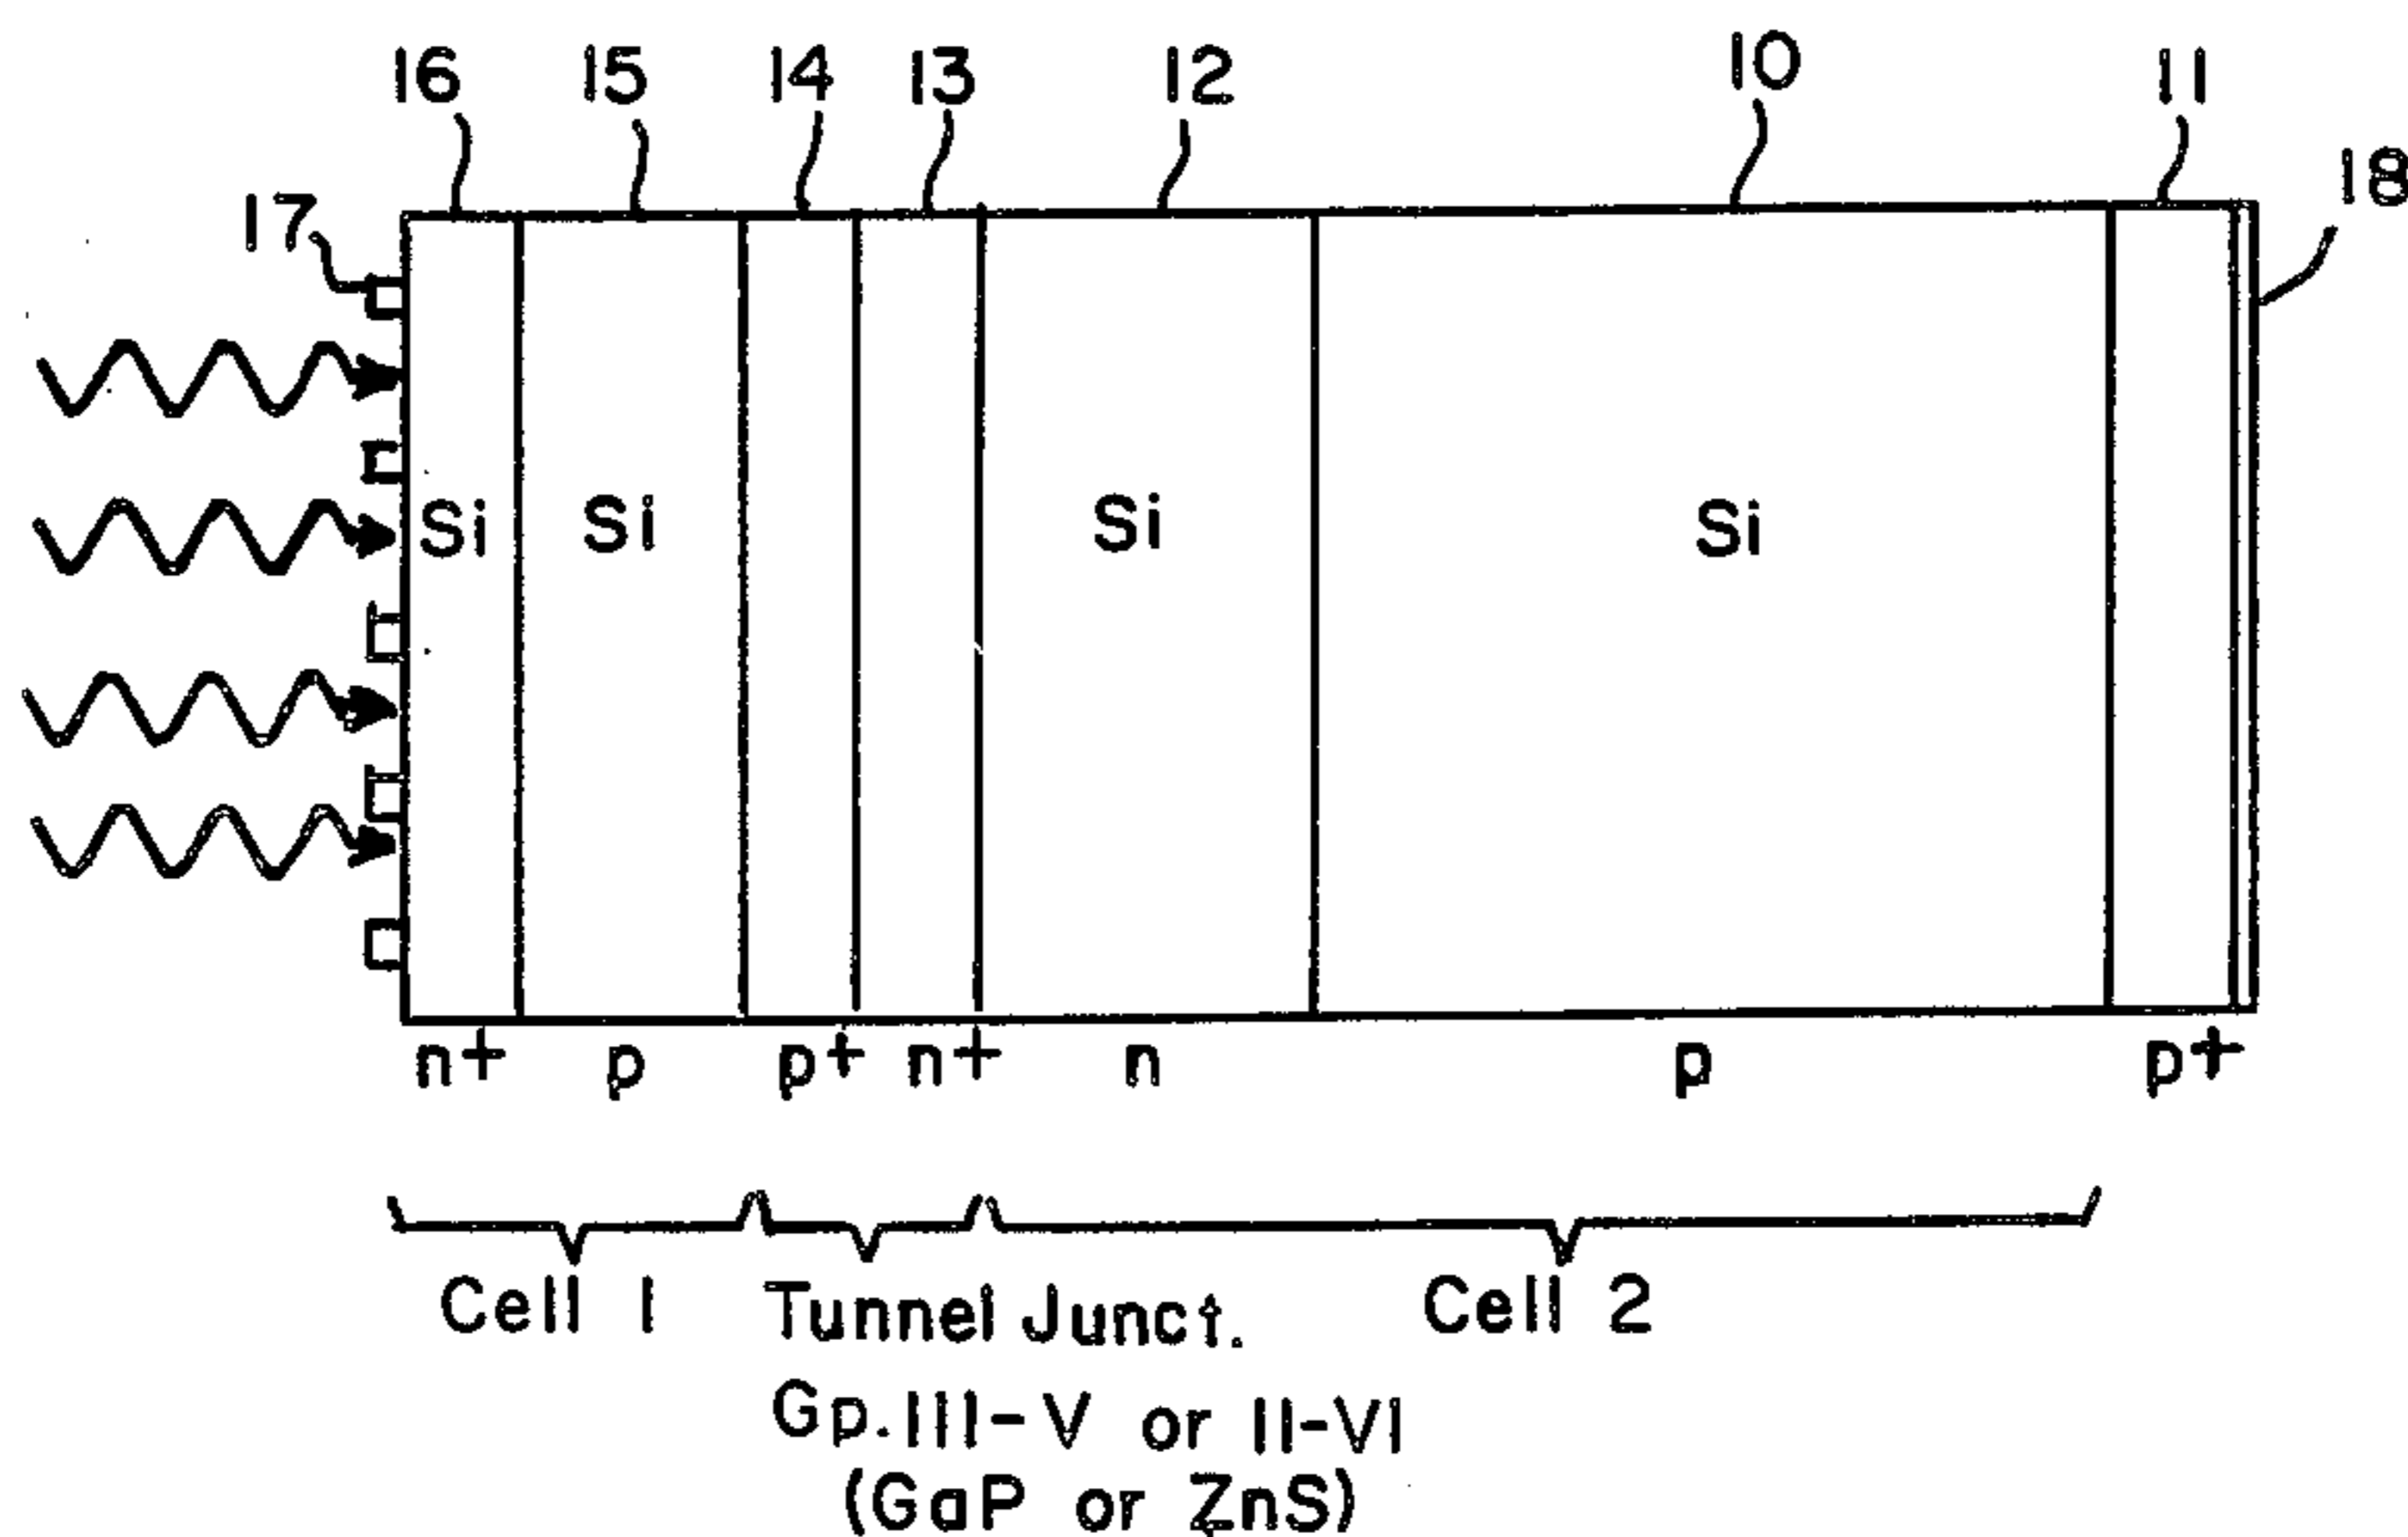 16 15 14 13 12 10 11
17 18
Si Si Si Si
n+ p p+ n+ n p p+
Cell 1 Tunnel Junct. Cell 2
Gp. III-V or II-VI
(GaP or ZnS)